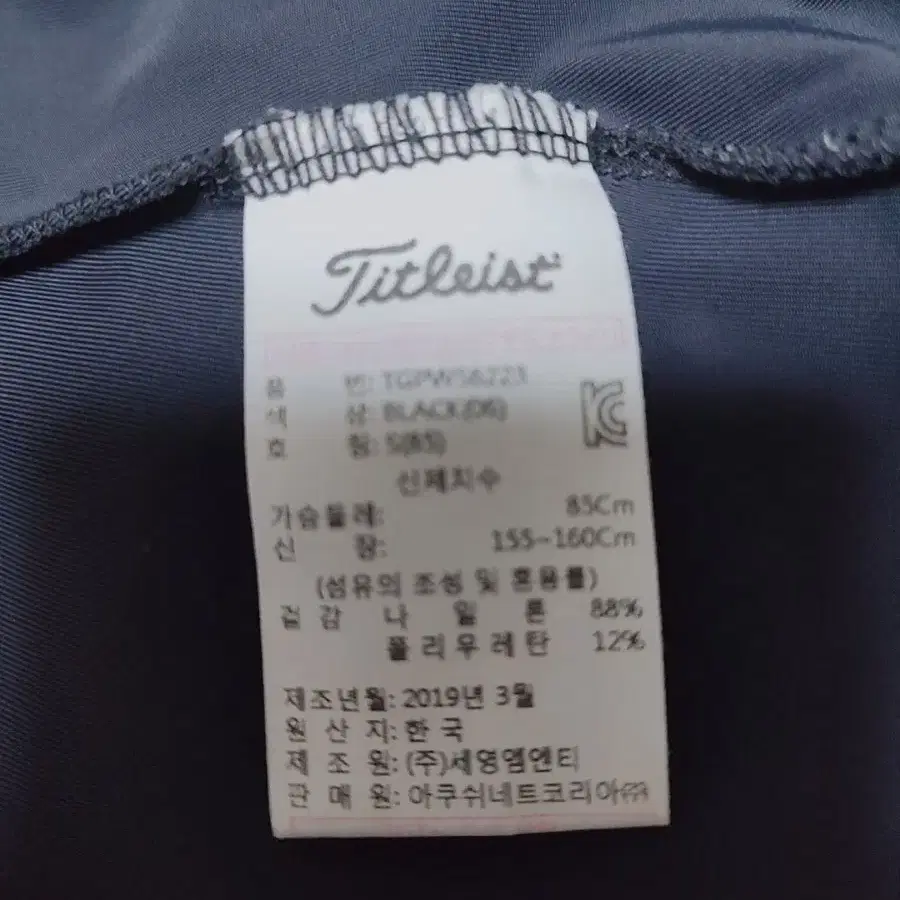 Titleist
품 번: TGPWS6223
색 상: BLACK(06)
호 칭: S(85)
신체치수
가슴둘레: 85Cm
신 장: 155~160Cm
(섬유의 조성 및 혼용률)
겉감 나 일 론 88%
폴리우레탄 12%
제조년월: 2019년 3월
원 산 지: 한 국
제 조 원: (주)세영엠엔티
판 매 원: 아쿠쉬네트코리아㈜